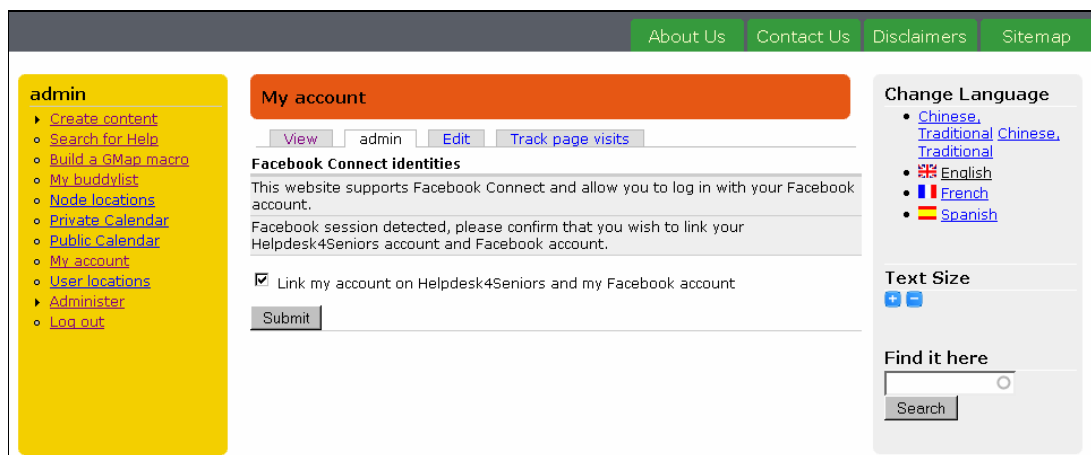 About Us
Contact Us
Disclaimers
Sitemap
admin
Create content
Search for Help
Build a GMap macro
My buddylist
Node locations
Private Calendar
Public Calendar
My account
User locations
Administer
Log out
My account
View
admin
Edit
Track page visits
Facebook Connect identities
This website supports Facebook Connect and allow you to log in with your Facebook
account.
Facebook session detected, please confirm that you wish to link your
Helpdesk4Seniors account and Facebook account.
Link my account on Helpdesk4Seniors and my Facebook account
Submit
Change Language
Chinese,
Traditional Chinese,
Traditional
English
French
Spanish
Text Size
Find it here
Search